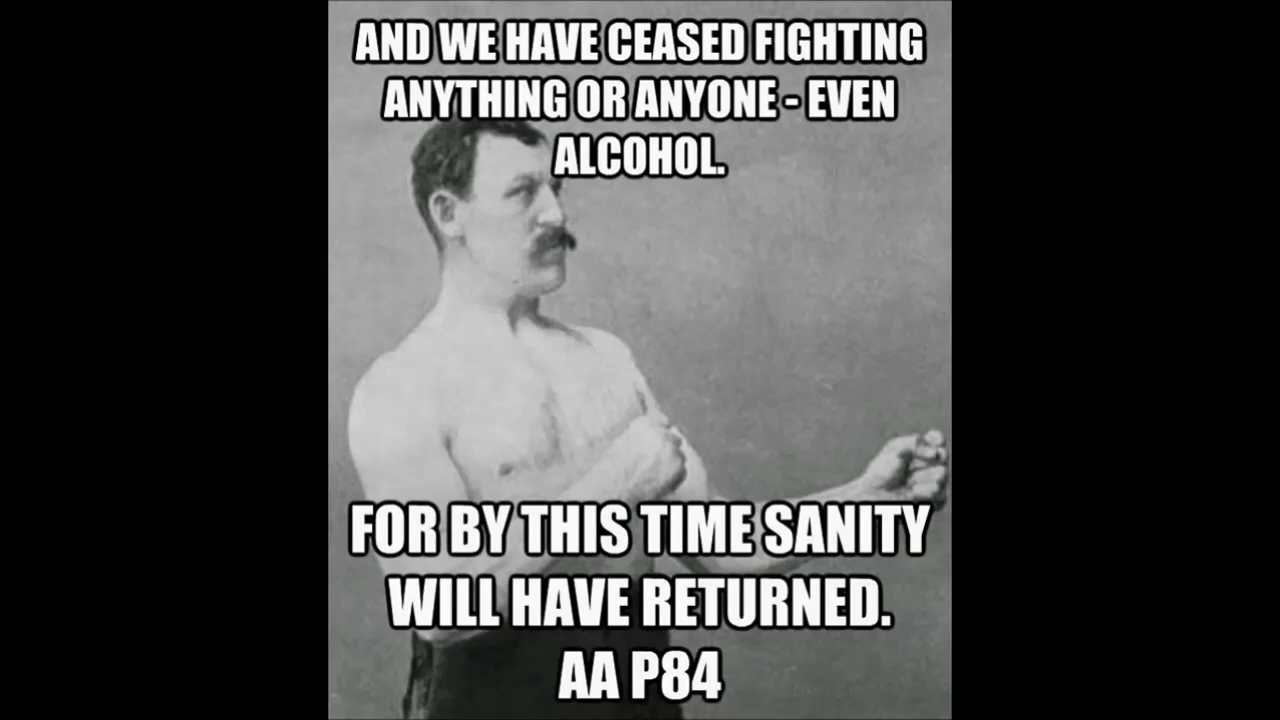 AND WE HAVE CEASED FIGHTING
ANYTHING OR ANYONE - EVEN
ALCOHOL.
FOR BY THIS TIME SANITY
WILL HAVE RETURNED.
AA P84